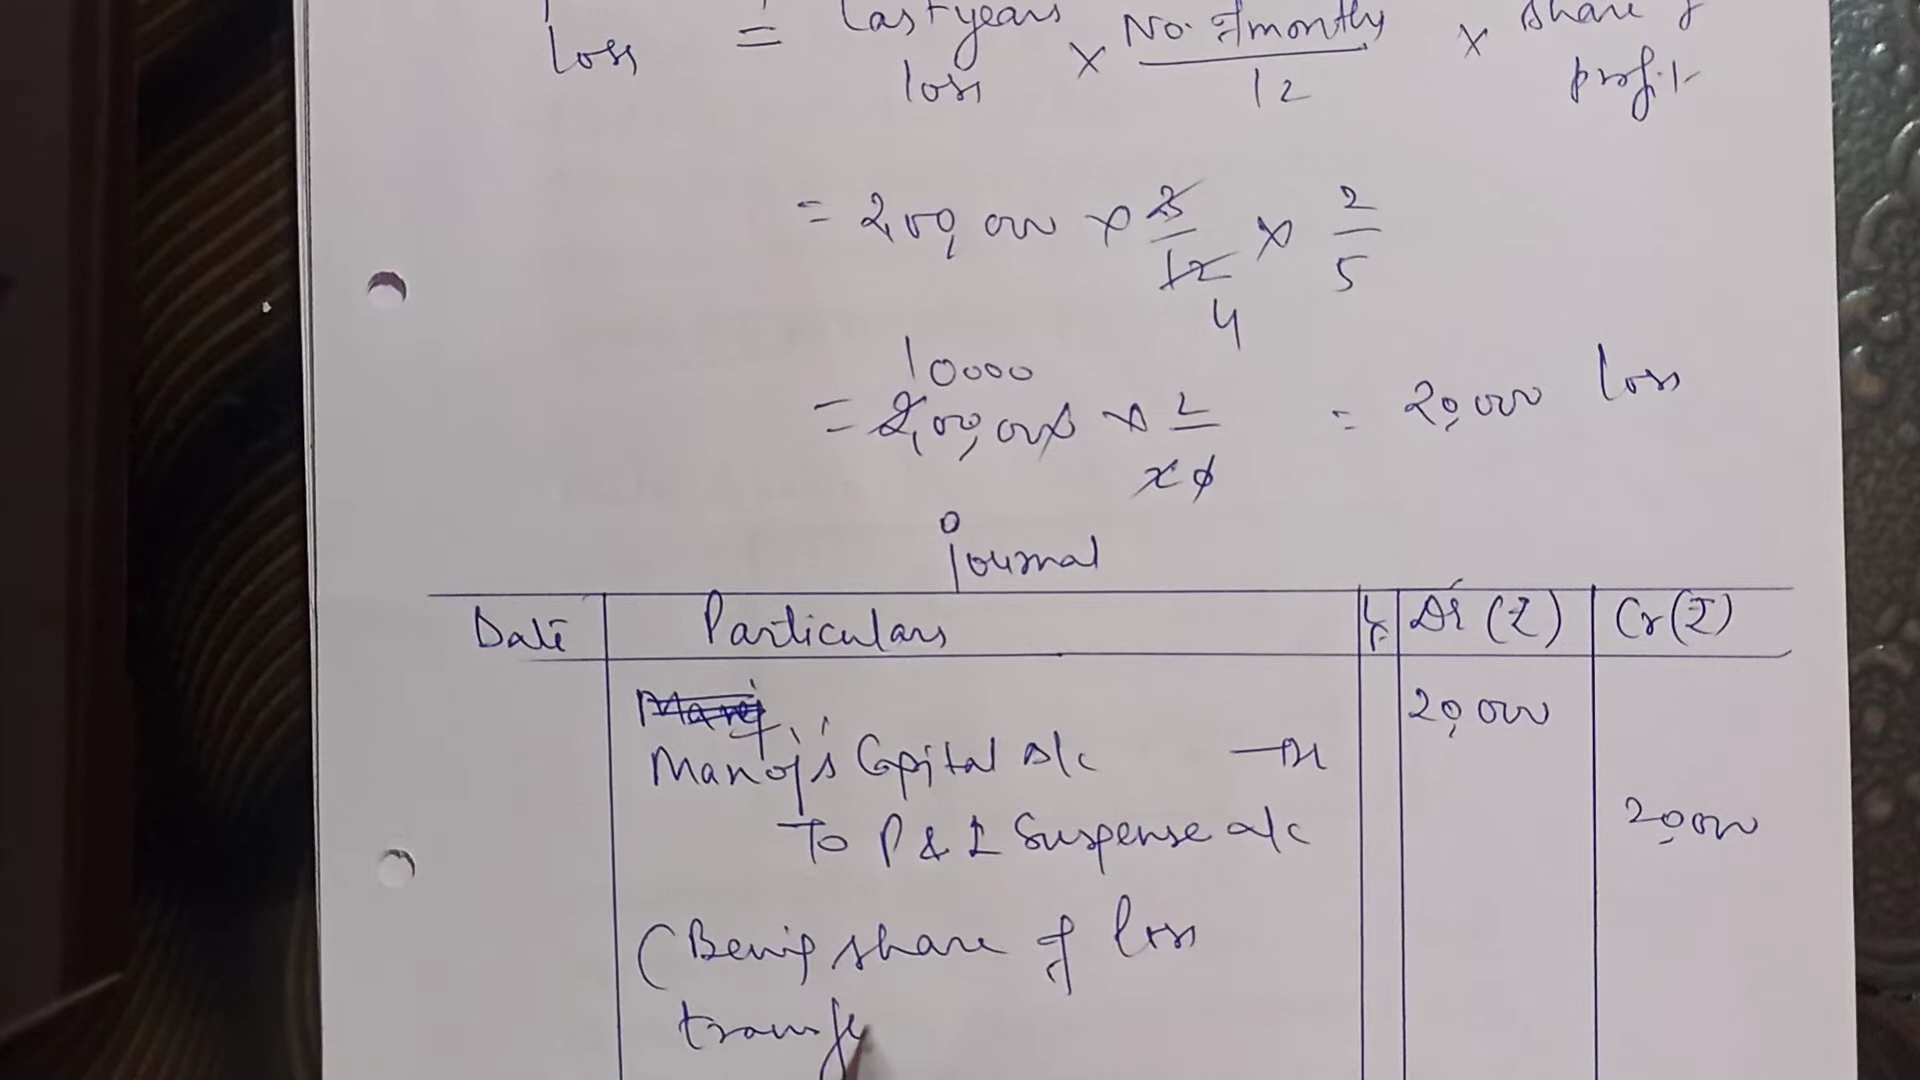 Loss = Last years loss × No. of months / 12 × share of profit
= 2,00,000 × 3/12 × 2/5
4
10000
= 2,00,000 × 2 = 20,000 loss
Journal
Date Particulars L.F. Dr (₹) Cr (₹)
Manoj 20,000
Manoj's Capital A/c Dr
To P & L Suspense a/c 20,000
(Being share of loss
transfe